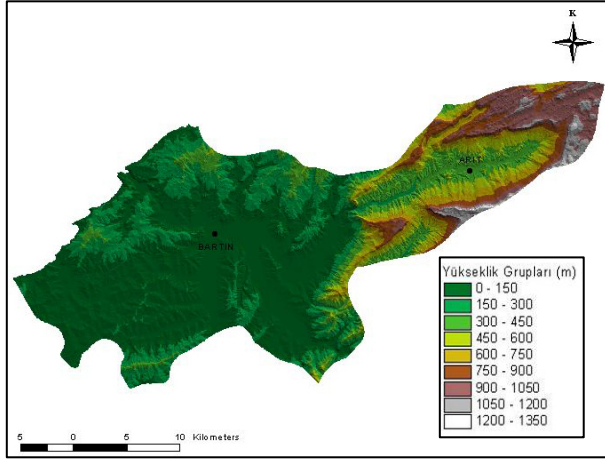 K
ARIT
BARTIN
Yükseklik Grupları (m)
0 - 150
150 - 300
300 - 450
450 - 600
600 - 750
750 - 900
900 - 1050
1050 - 1200
1200 - 1350
5 0 5 10 Kilometers